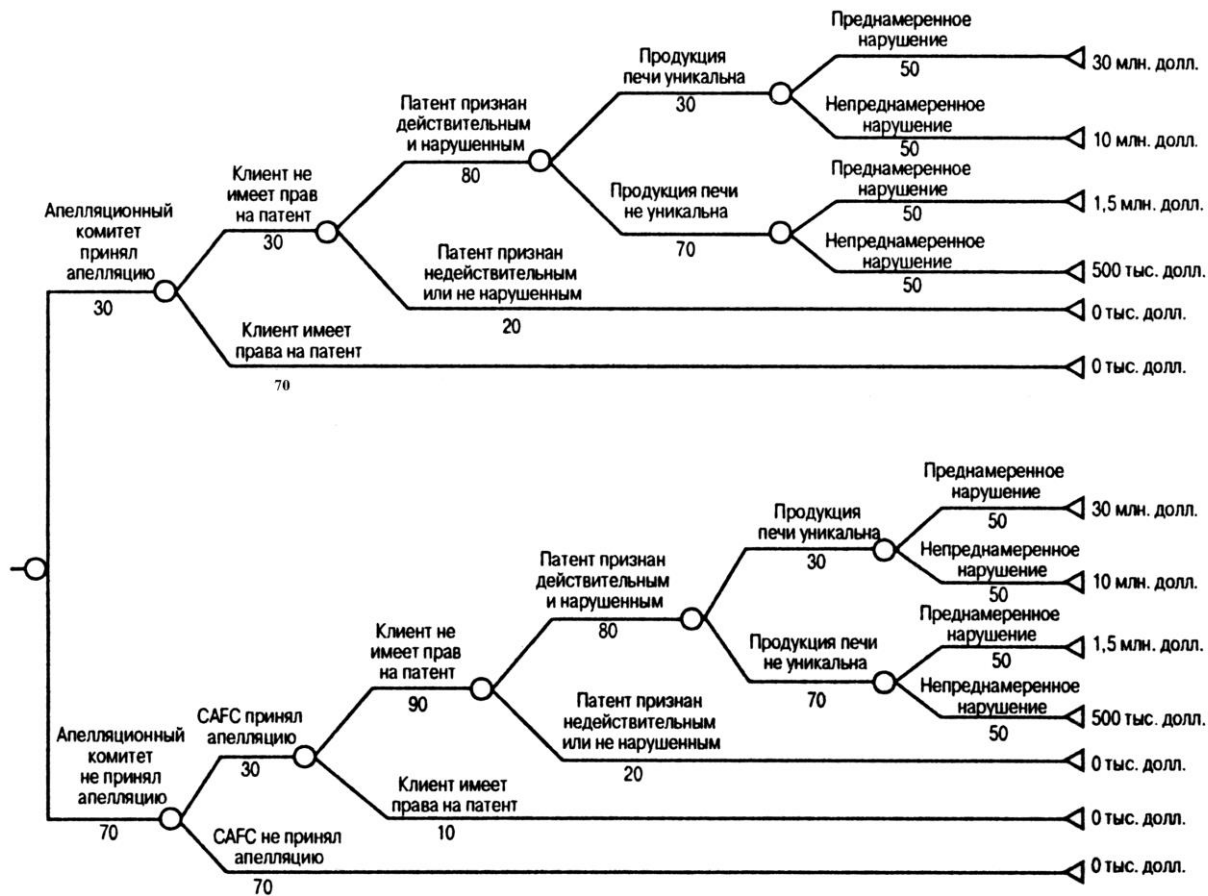 Преднамеренное
нарушение
50
30 млн. долл.
Продукция
печи уникальна
30
Непреднамеренное
нарушение
50
10 млн. долл.
Патент признан
действительным
и нарушенным
80
Преднамеренное
нарушение
50
1,5 млн. долл.
Продукция печи
не уникальна
70
Непреднамеренное
нарушение
50
500 тыс. долл.
Клиент не
имеет прав
на патент
30
Патент признан
недействительным
или не нарушенным
20
0 тыс. долл.
Апелляционный
комитет
принял
апелляцию
30
Клиент имеет
права на патент
70
0 тыс. долл.
Преднамеренное
нарушение
50
30 млн. долл.
Продукция
печи уникальна
30
Непреднамеренное
нарушение
50
10 млн. долл.
Патент признан
действительным
и нарушенным
80
Преднамеренное
нарушение
50
1,5 млн. долл.
Продукция печи
не уникальна
70
Непреднамеренное
нарушение
50
500 тыс. долл.
Клиент не
имеет прав
на патент
90
Патент признан
недействительным
или не нарушенным
20
0 тыс. долл.
CAFC принял
апелляцию
30
Клиент имеет
права на патент
10
0 тыс. долл.
Апелляционный
комитет
не принял
апелляцию
70
CAFC не принял
апелляцию
70
0 тыс. долл.